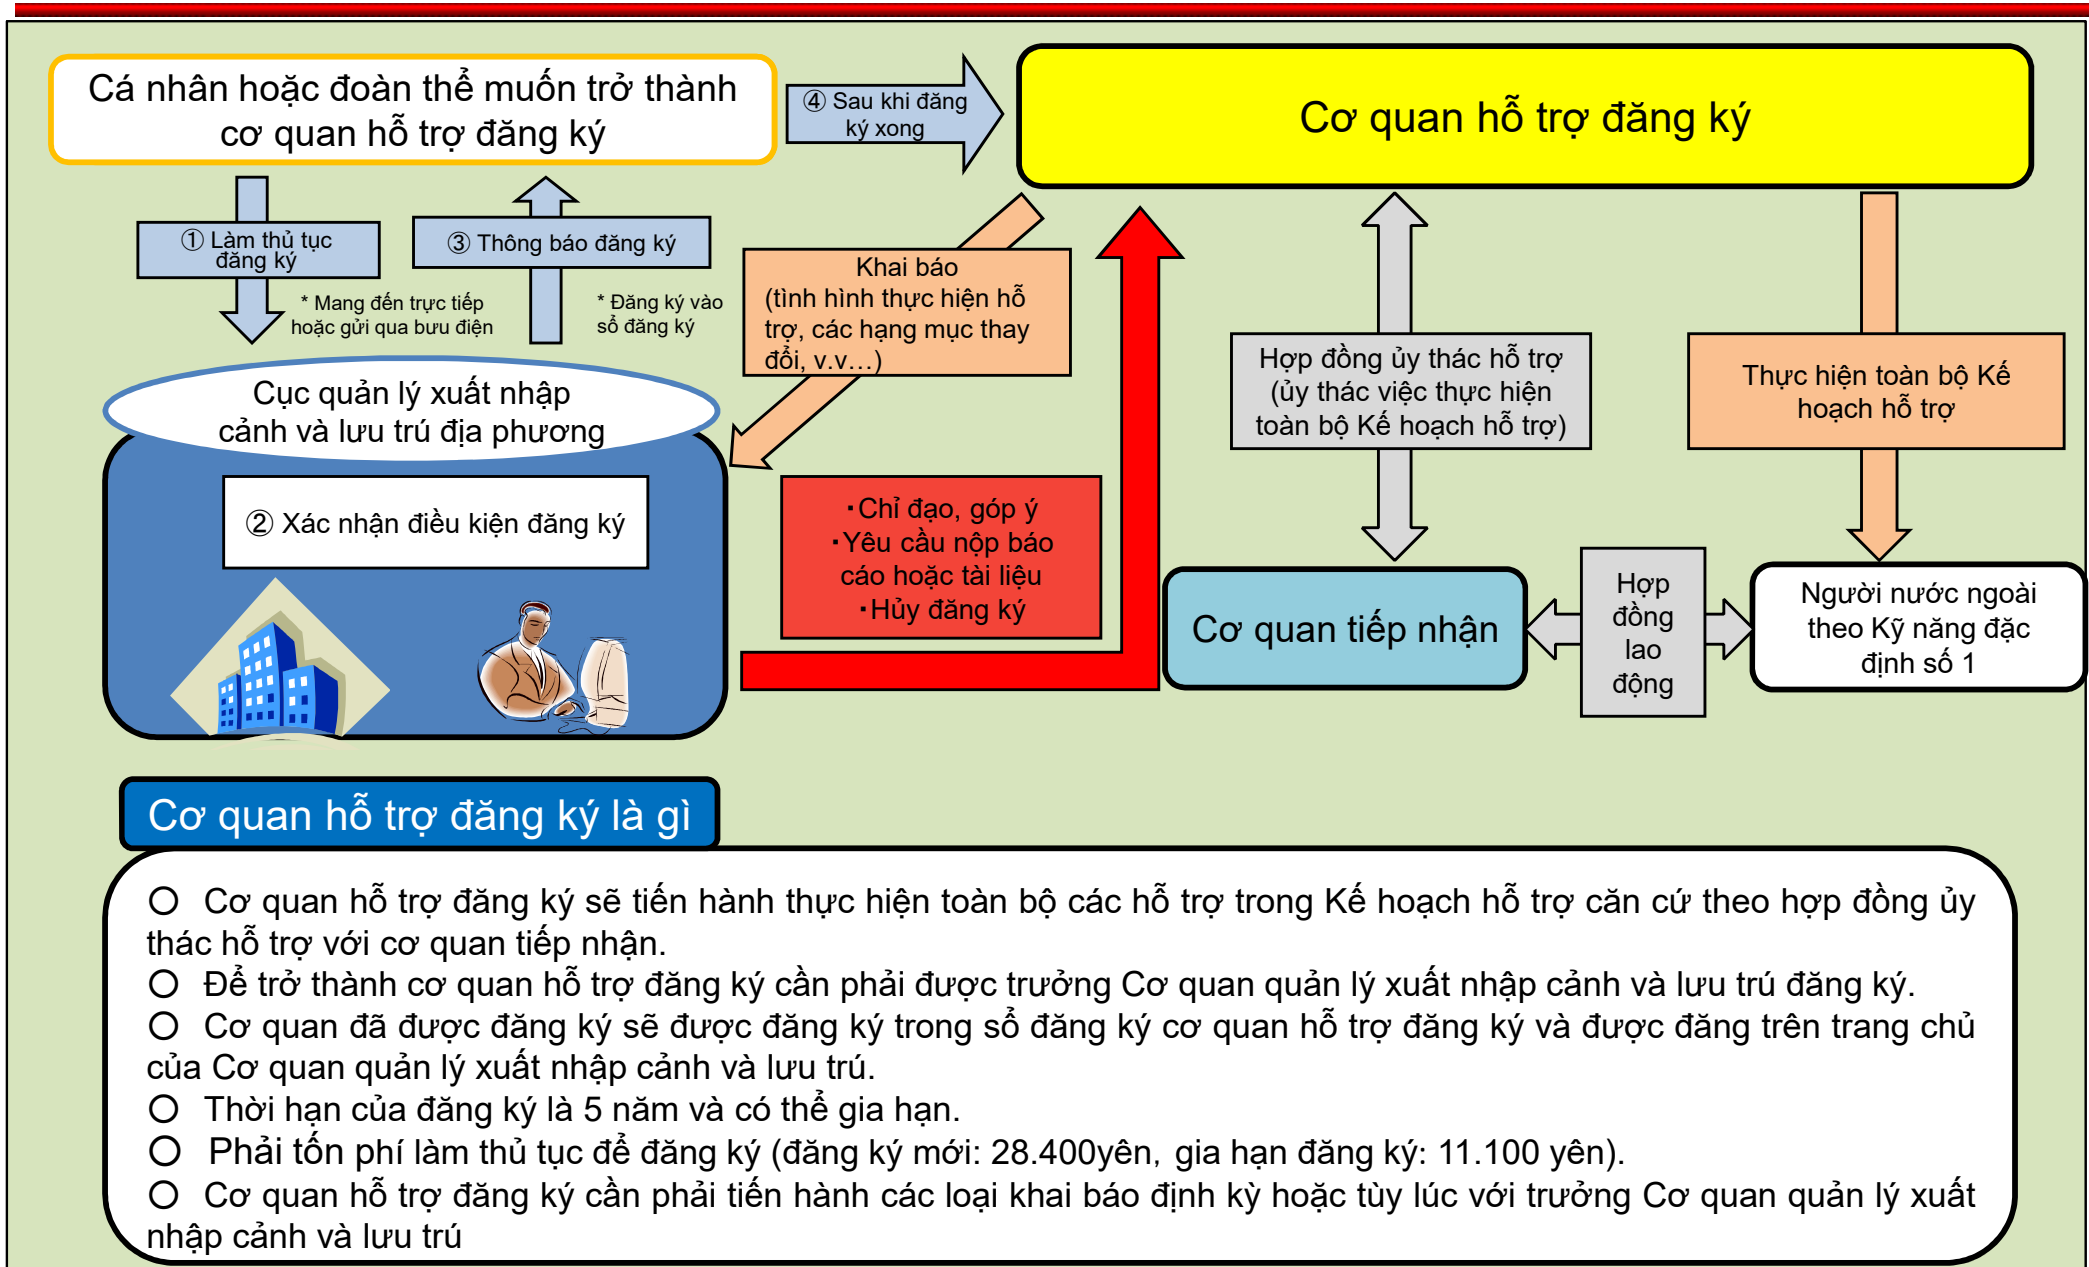 Cá nhân hoặc đoàn thể muốn trở thành
cơ quan hỗ trợ đăng ký
④ Sau khi đăng
ký xong
Cơ quan hỗ trợ đăng ký
① Làm thủ tục
đăng ký
③ Thông báo đăng ký
* Mang đến trực tiếp
hoặc gửi qua bưu điện
* Đăng ký vào
sổ đăng ký
Khai báo
(tình hình thực hiện hỗ
trợ, các hạng mục thay
đổi, v.v…)
Hợp đồng ủy thác hỗ trợ
(ủy thác việc thực hiện
toàn bộ Kế hoạch hỗ trợ)
Thực hiện toàn bộ Kế
hoạch hỗ trợ
Cục quản lý xuất nhập
cảnh và lưu trú địa phương
② Xác nhận điều kiện đăng ký
・Chỉ đạo, góp ý
・Yêu cầu nộp báo
cáo hoặc tài liệu
・Hủy đăng ký
Cơ quan tiếp nhận
Hợp
đồng
lao
động
Người nước ngoài
theo Kỹ năng đặc
định số 1
Cơ quan hỗ trợ đăng ký là gì
○ Cơ quan hỗ trợ đăng ký sẽ tiến hành thực hiện toàn bộ các hỗ trợ trong Kế hoạch hỗ trợ căn cứ theo hợp đồng ủy
thác hỗ trợ với cơ quan tiếp nhận.
○ Để trở thành cơ quan hỗ trợ đăng ký cần phải được trưởng Cơ quan quản lý xuất nhập cảnh và lưu trú đăng ký.
○ Cơ quan đã được đăng ký sẽ được đăng ký trong sổ đăng ký cơ quan hỗ trợ đăng ký và được đăng trên trang chủ
của Cơ quan quản lý xuất nhập cảnh và lưu trú.
○ Thời hạn của đăng ký là 5 năm và có thể gia hạn.
○ Phải tốn phí làm thủ tục để đăng ký (đăng ký mới: 28.400yên, gia hạn đăng ký: 11.100 yên).
○ Cơ quan hỗ trợ đăng ký cần phải tiến hành các loại khai báo định kỳ hoặc tùy lúc với trưởng Cơ quan quản lý xuất
nhập cảnh và lưu trú